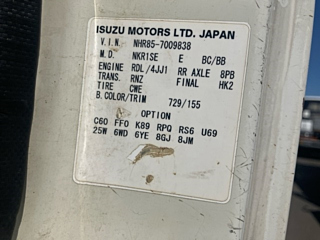 ISUZU MOTORS LTD. JAPAN
V.I.N. NHR85-7009838
M.D. NKR1SE E BC/BB
ENGINE RDL/4JJ1 RR AXLE 8PB
TRANS. RNZ FINAL HK2
TIRE CWE
B.COLOR/TRIM 729/155
OPTION
C60 FF0 K89 RPQ RS6 U69
25W 6WD 6YE 8GJ 8JM